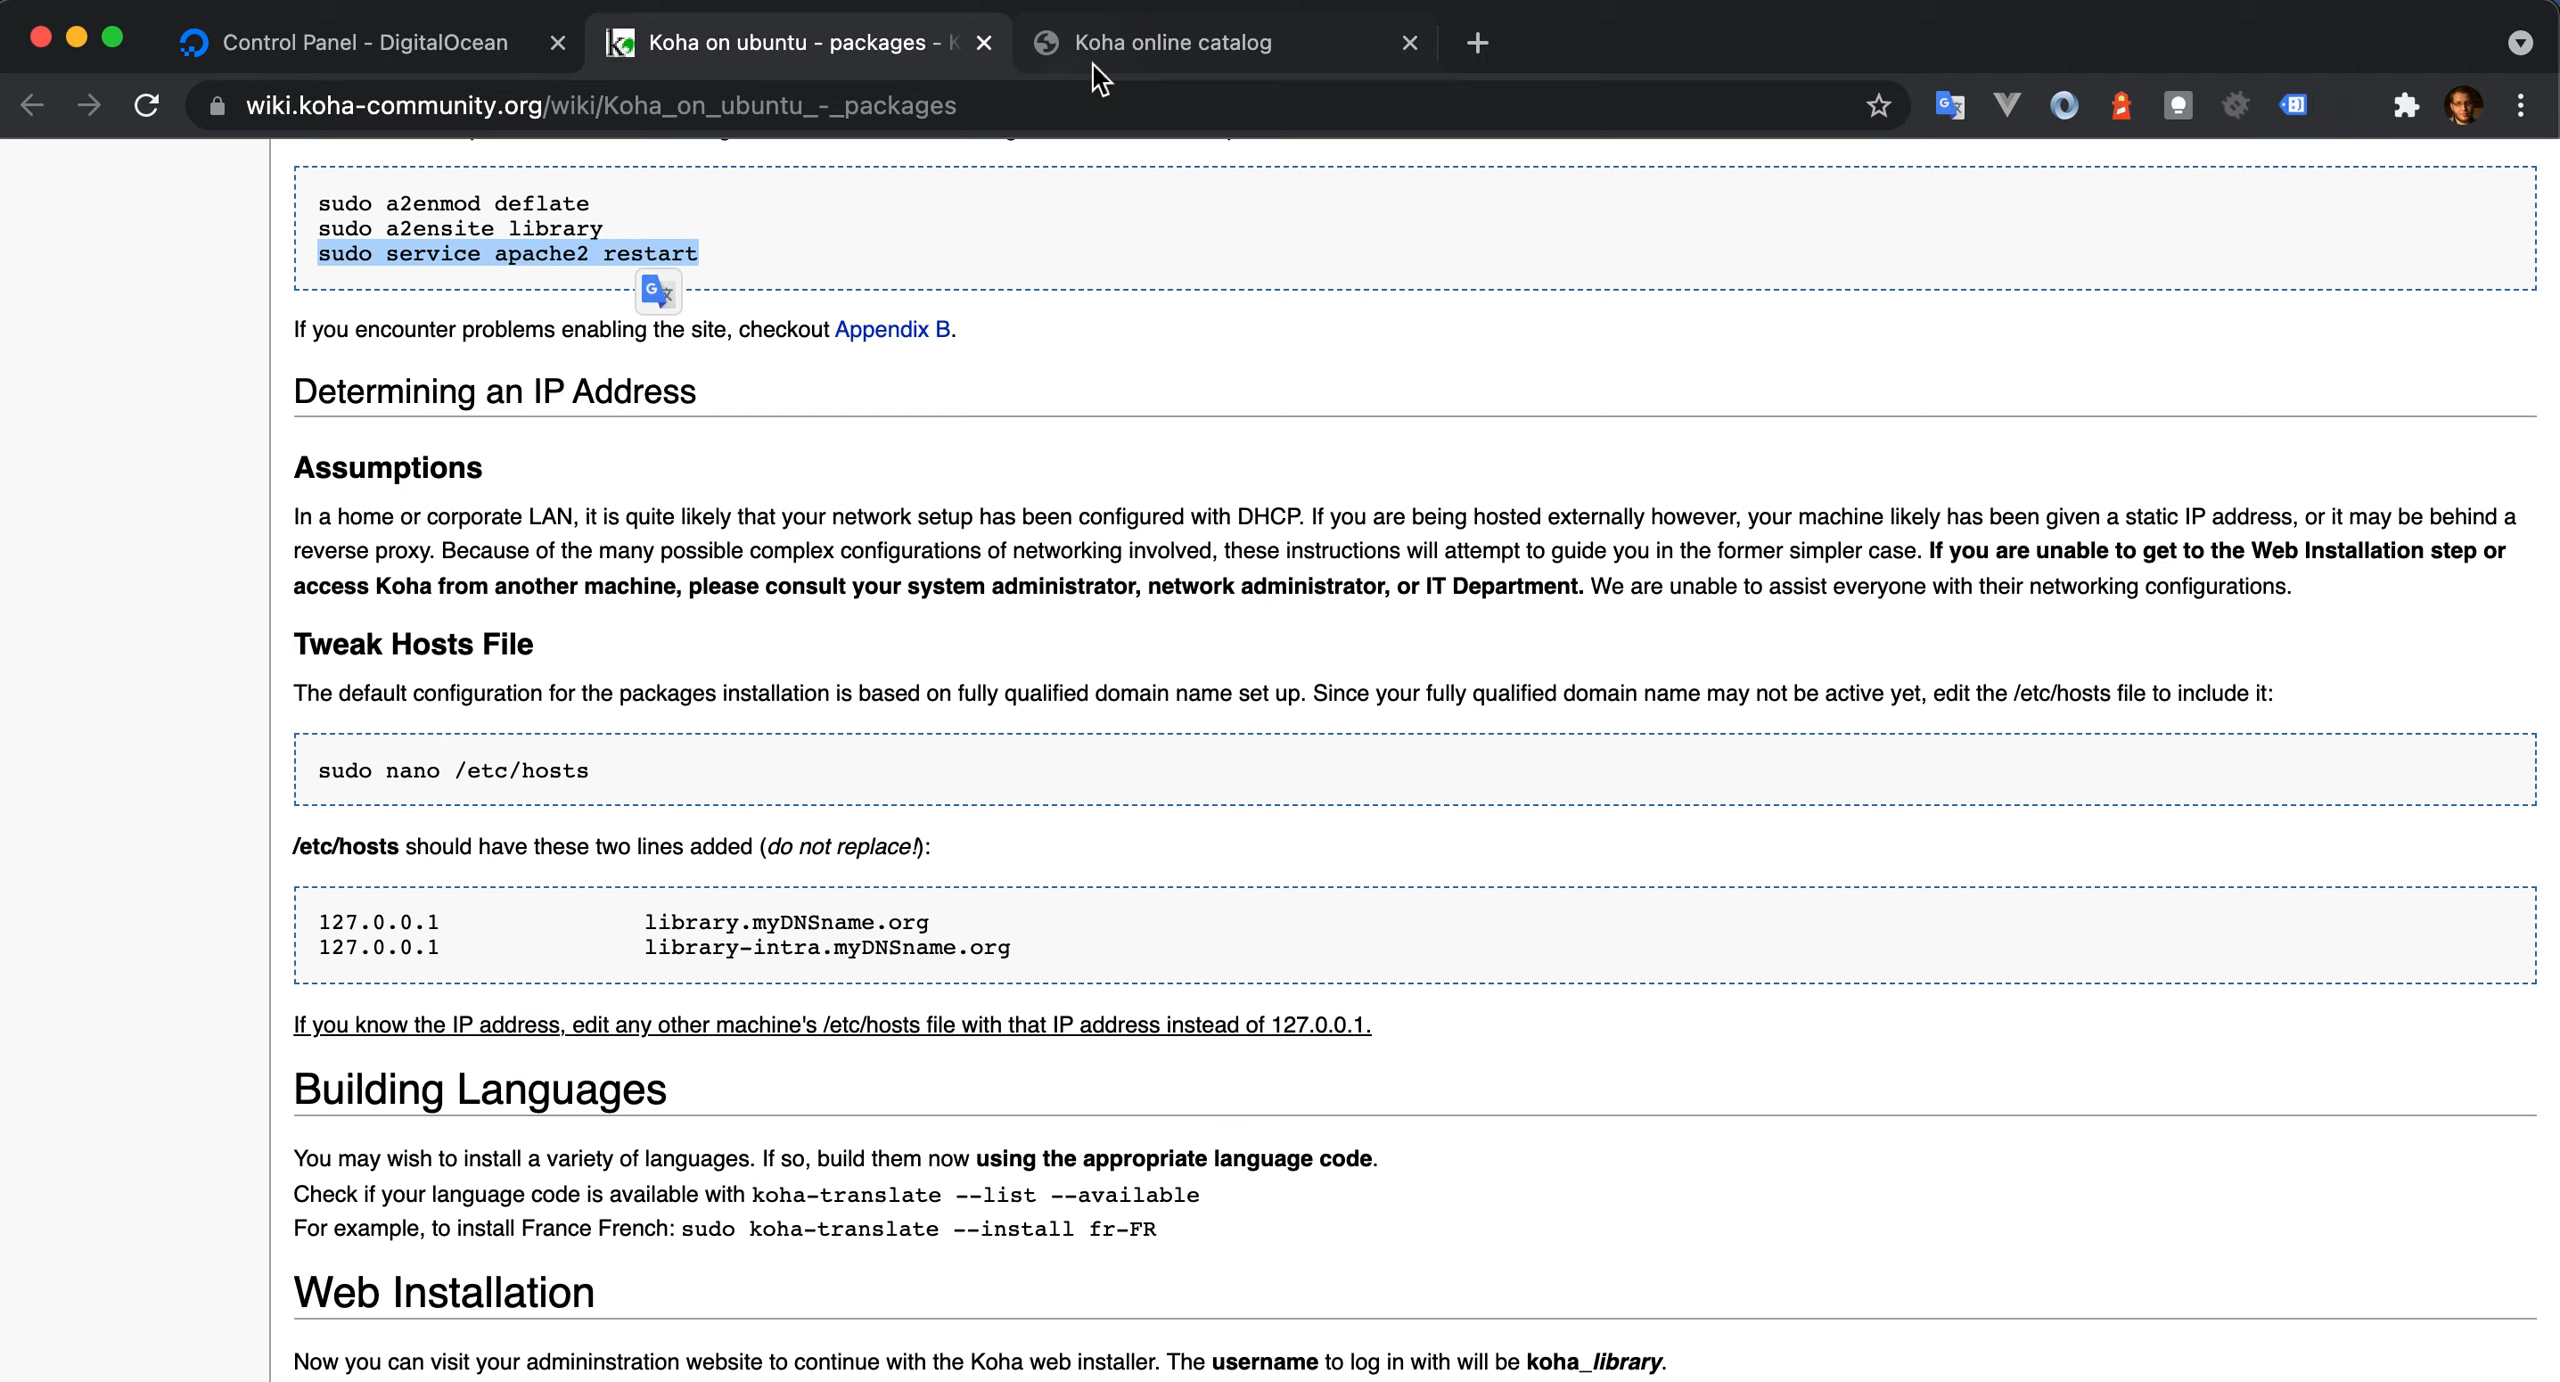 Control Panel - DigitalOcean
Koha on ubuntu - packages - K
Koha online catalog
wiki.koha-community.org/wiki/Koha_on_ubuntu_-_packages
sudo a2enmod deflate
sudo a2ensite library
sudo service apache2 restart
If you encounter problems enabling the site, checkout Appendix B.
Determining an IP Address
Assumptions
In a home or corporate LAN, it is quite likely that your network setup has been configured with DHCP. If you are being hosted externally however, your machine likely has been given a static IP address, or it may be behind a
reverse proxy. Because of the many possible complex configurations of networking involved, these instructions will attempt to guide you in the former simpler case. If you are unable to get to the Web Installation step or
access Koha from another machine, please consult your system administrator, network administrator, or IT Department. We are unable to assist everyone with their networking configurations.
Tweak Hosts File
The default configuration for the packages installation is based on fully qualified domain name set up. Since your fully qualified domain name may not be active yet, edit the /etc/hosts file to include it:
sudo nano /etc/hosts
/etc/hosts should have these two lines added (do not replace!):
127.0.0.1 library.myDNSname.org
127.0.0.1 library-intra.myDNSname.org
If you know the IP address, edit any other machine's /etc/hosts file with that IP address instead of 127.0.0.1.
Building Languages
You may wish to install a variety of languages. If so, build them now using the appropriate language code.
Check if your language code is available with koha-translate --list --available
For example, to install France French: sudo koha-translate --install fr-FR
Web Installation
Now you can visit your admininstration website to continue with the Koha web installer. The username to log in with will be koha_library.